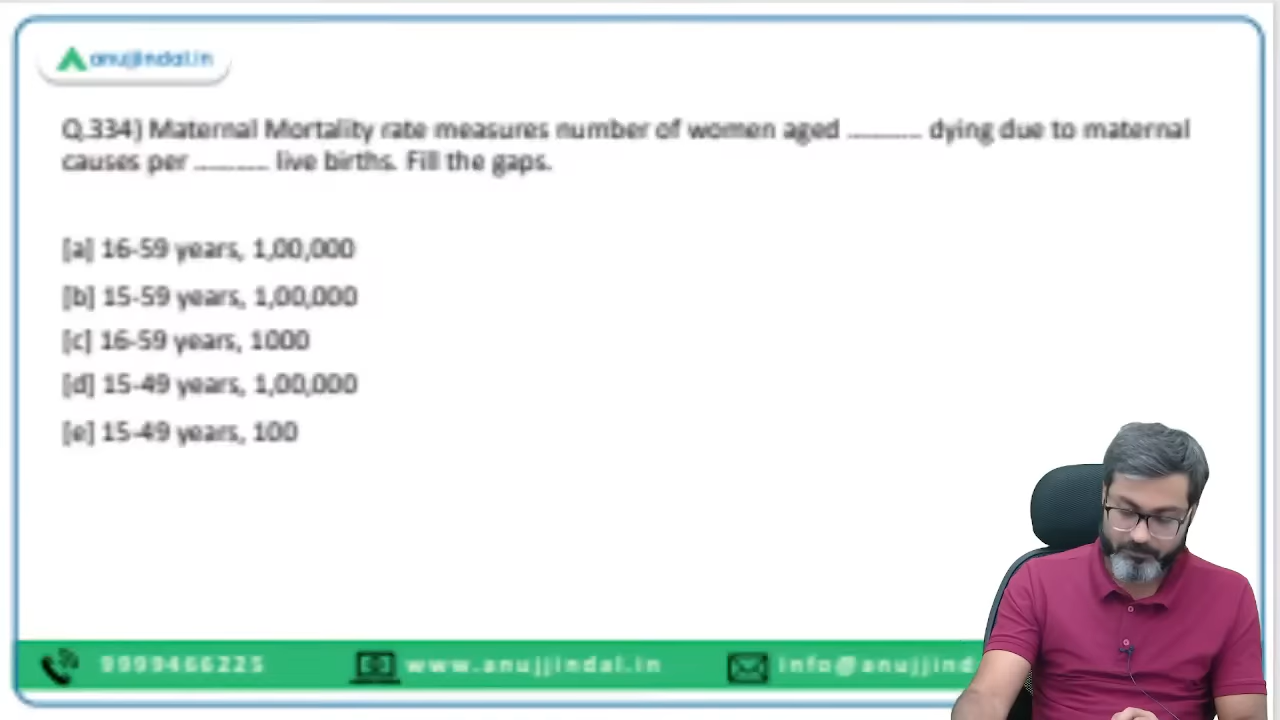 anujjindal.in
Q.334) Maternal Mortality rate measures number of women aged ......... dying due to maternal
causes per ......... live births. Fill the gaps.
[a] 16-59 years, 1,00,000
[b] 15-59 years, 1,00,000
[c] 16-59 years, 1000
[d] 15-49 years, 1,00,000
[e] 15-49 years, 100
9999466225 www.anujjindal.in info@anujjind